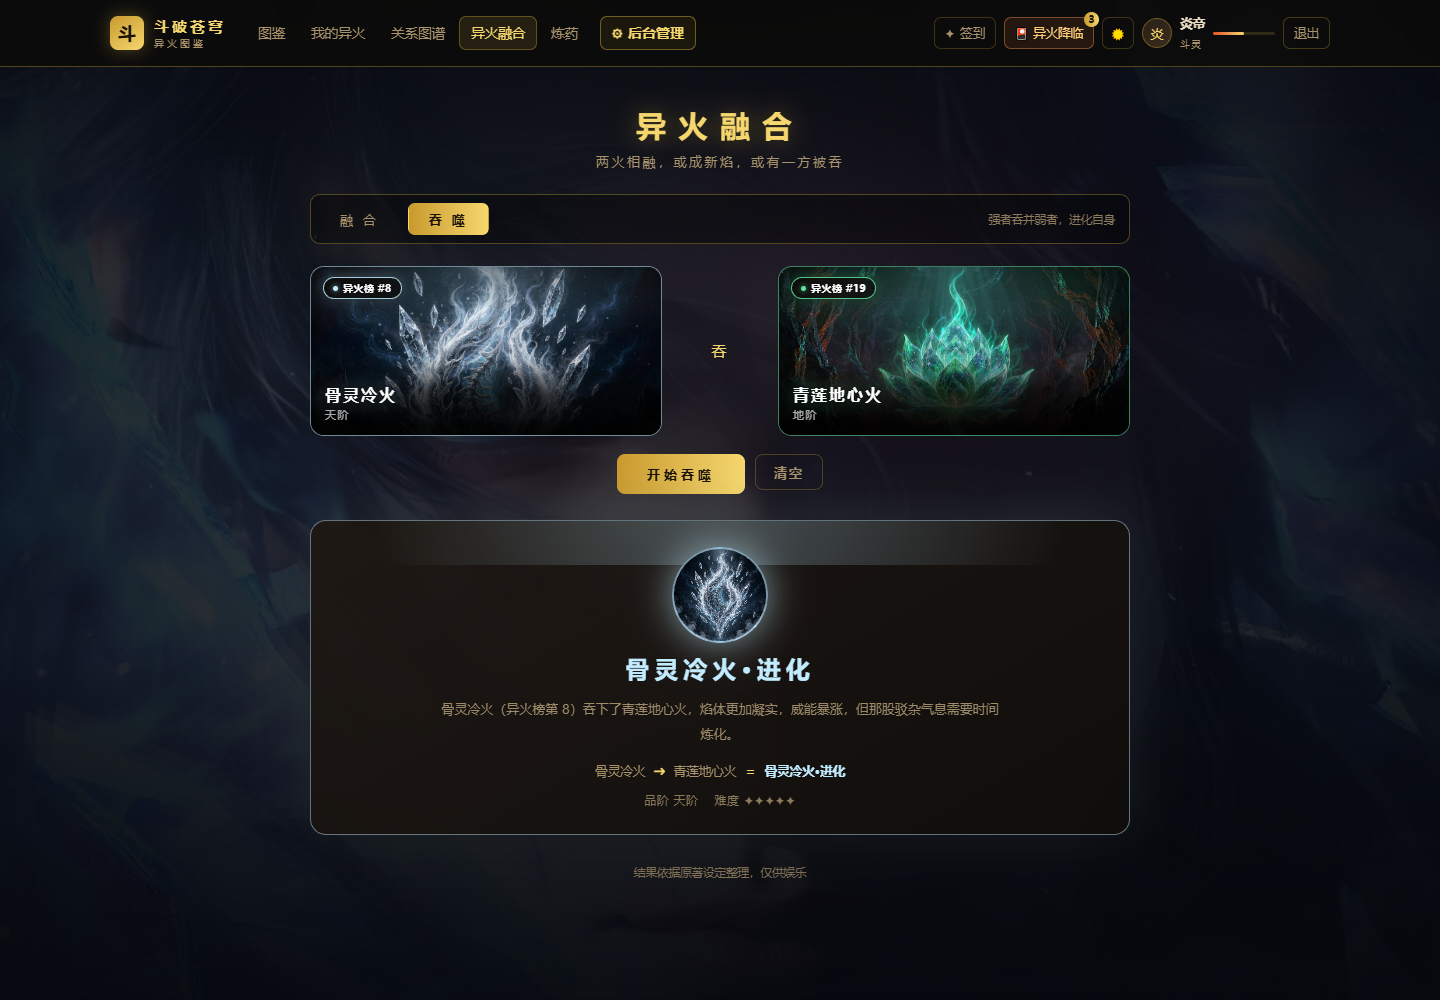 斗
斗破苍穹
异火图鉴
图鉴
我的异火
关系图谱
异火融合
炼药
后台管理
签到
异火降临
3
炎
炎帝
斗灵
退出
异火融合
两火相融，或成新焰，或有一方被吞
融 合
吞 噬
强者吞并弱者，进化自身
异火榜 #8
骨灵冷火
天阶
吞
异火榜 #19
青莲地心火
地阶
开始吞噬
清空
骨灵冷火·进化
骨灵冷火（异火榜第 8）吞下了青莲地心火，焰体更加凝实，威能暴涨，但那股驳杂气息需要时间
炼化。
骨灵冷火 ➜ 青莲地心火 = 骨灵冷火·进化
品阶 天阶 难度 ✦✦✦✦✦
结果依据原著设定整理，仅供娱乐